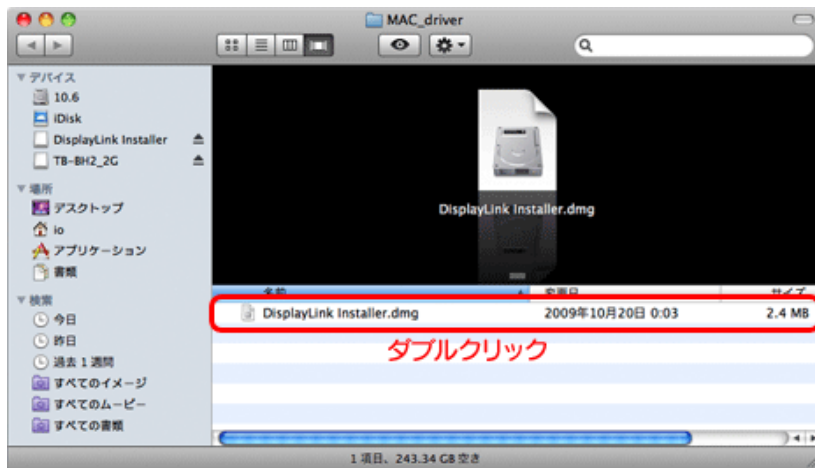 MAC_driver
デバイス
10.6
iDisk
DisplayLink Installer
TB-BH2_2G
場所
デスクトップ
io
アプリケーション
書類
検索
今日
昨日
過去 1 週間
すべてのイメージ
すべてのムービー
すべての書類
DisplayLink Installer.dmg
名前 変更日 サイズ
DisplayLink Installer.dmg 2009年10月20日 0:03 2.4 MB
ダブルクリック
1 項目、243.34 GB 空き